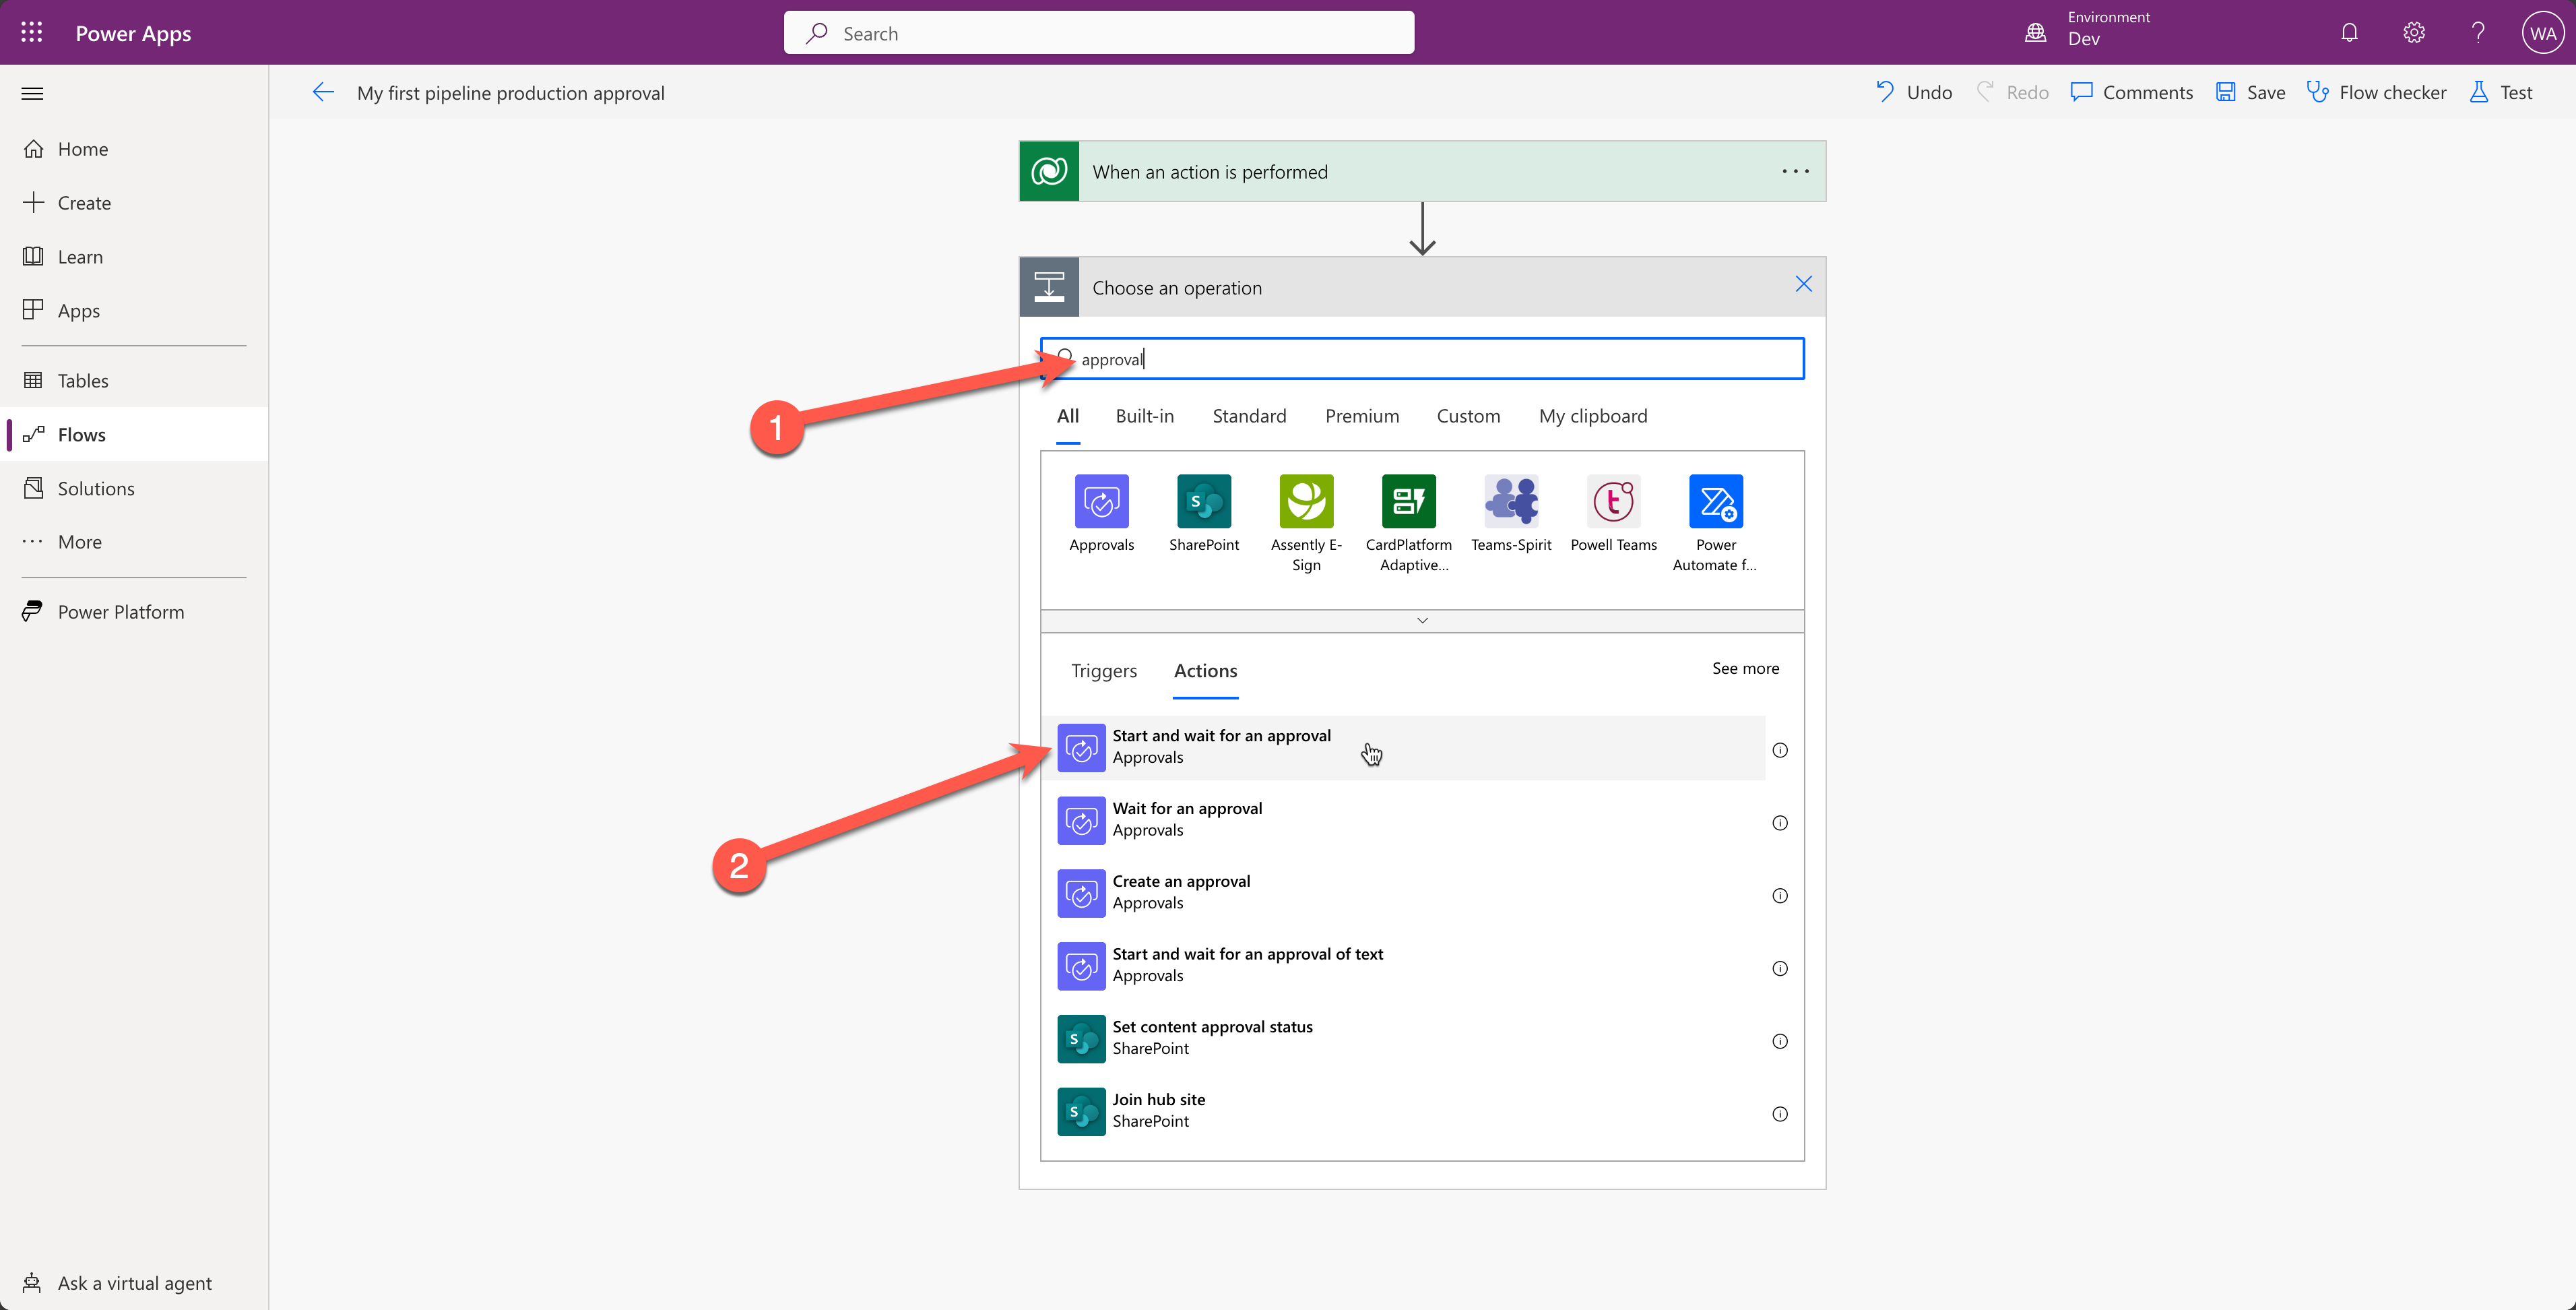 Power Apps
Search
Environment
Dev
WA
My first pipeline production approval
Undo
Redo
Comments
Save
Flow checker
Test
Home
Create
Learn
Apps
Tables
Flows
Solutions
More
Power Platform
Ask a virtual agent
When an action is performed
Choose an operation
approval
1
All
Built-in
Standard
Premium
Custom
My clipboard
Approvals
SharePoint
Assently E-
Sign
CardPlatform
Adaptive...
Teams-Spirit
Powell Teams
Power
Automate f...
Triggers
Actions
See more
2
Start and wait for an approval
Approvals
Wait for an approval
Approvals
Create an approval
Approvals
Start and wait for an approval of text
Approvals
Set content approval status
SharePoint
Join hub site
SharePoint